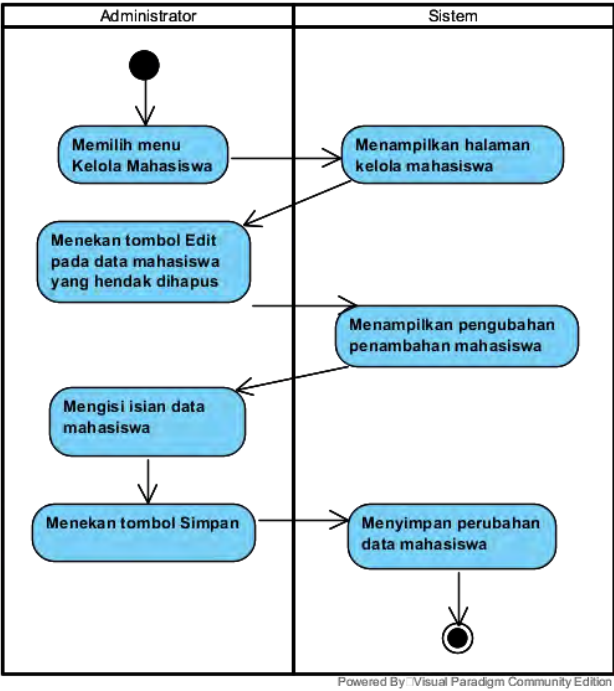 Administrator
Sistem
Memilih menu
Kelola Mahasiswa
Menampilkan halaman
kelola mahasiswa
Menekan tombol Edit
pada data mahasiswa
yang hendak dihapus
Menampilkan pengubahan
penambahan mahasiswa
Mengisi isian data
mahasiswa
Menekan tombol Simpan
Menyimpan perubahan
data mahasiswa
Powered By Visual Paradigm Community Edition